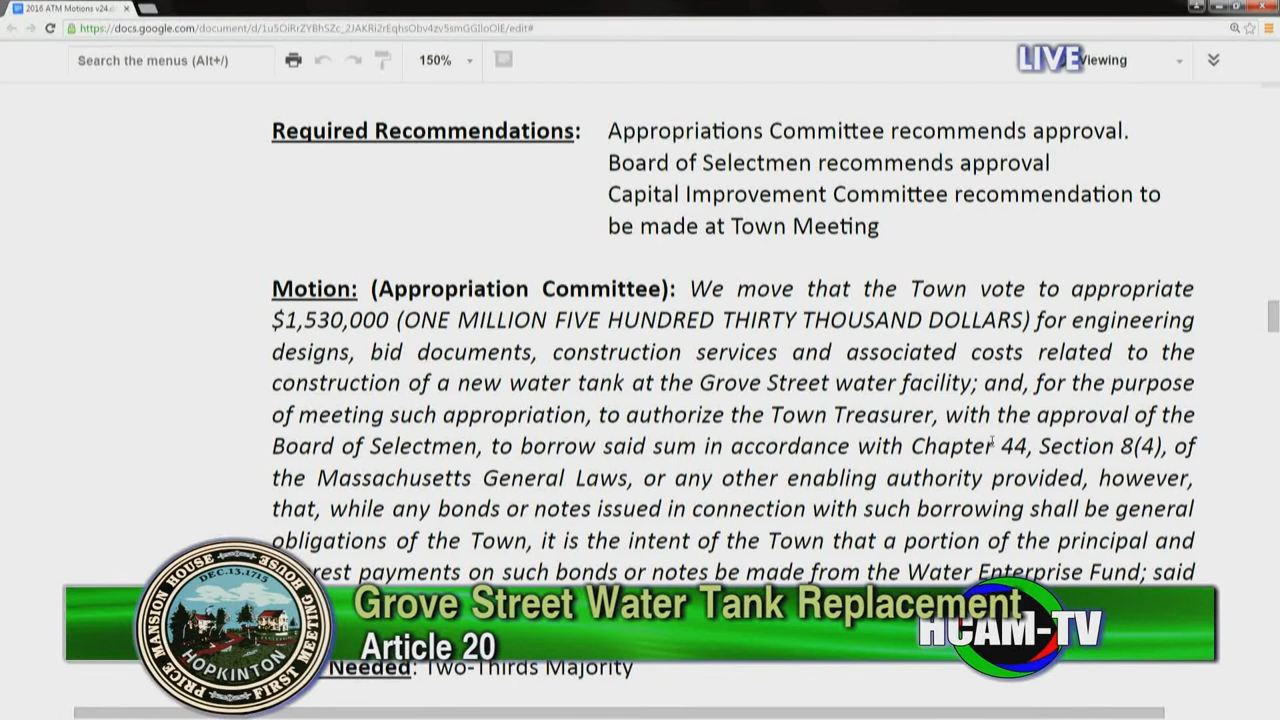 2016 ATM Motions v24.d
https://docs.google.com/document/d/1u5OiRrZYBhSZc_2JAKRi2rEqhsObv4zv5smGGIloOlE/edit#
Search the menus (Alt+/)
150%
LIVE
Viewing
Required Recommendations: Appropriations Committee recommends approval.
Board of Selectmen recommends approval
Capital Improvement Committee recommendation to
be made at Town Meeting
Motion: (Appropriation Committee): We move that the Town vote to appropriate
$1,530,000 (ONE MILLION FIVE HUNDRED THIRTY THOUSAND DOLLARS) for engineering
designs, bid documents, construction services and associated costs related to the
construction of a new water tank at the Grove Street water facility; and, for the purpose
of meeting such appropriation, to authorize the Town Treasurer, with the approval of the
Board of Selectmen, to borrow said sum in accordance with Chapter 44, Section 8(4), of
the Massachusetts General Laws, or any other enabling authority provided, however,
that, while any bonds or notes issued in connection with such borrowing shall be general
obligations of the Town, it is the intent of the Town that a portion of the principal and
rest payments on such bonds or notes be made from the Water Enterprise Fund; said
Grove Street Water Tank Replacement
Article 20
HCAM-TV
Needed: Two-Thirds Majority
PRICE MANSION HOUSE
DEC.13.1715
FIRST MEETING HOUSE
HOPKINTON